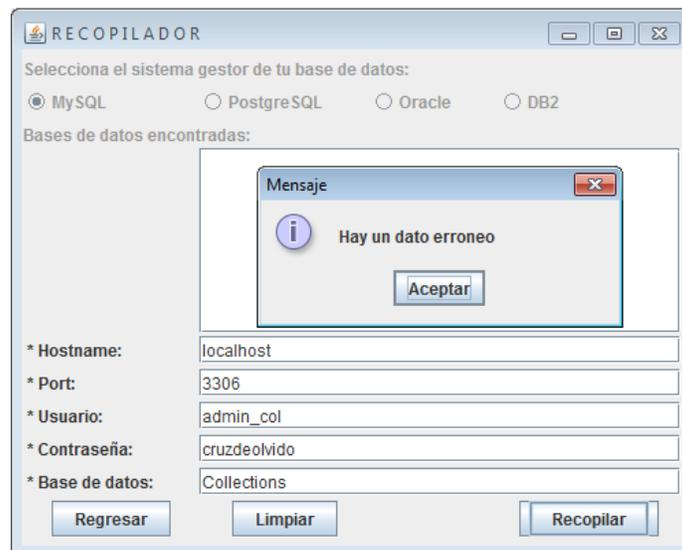 RECOPILADOR
Selecciona el sistema gestor de tu base de datos:
MySQL PostgreSQL Oracle DB2
Bases de datos encontradas:
Mensaje
Hay un dato erroneo
Aceptar
* Hostname: localhost
* Port: 3306
* Usuario: admin_col
* Contraseña: cruzdeolvido
* Base de datos: Collections
Regresar Limpiar Recopilar